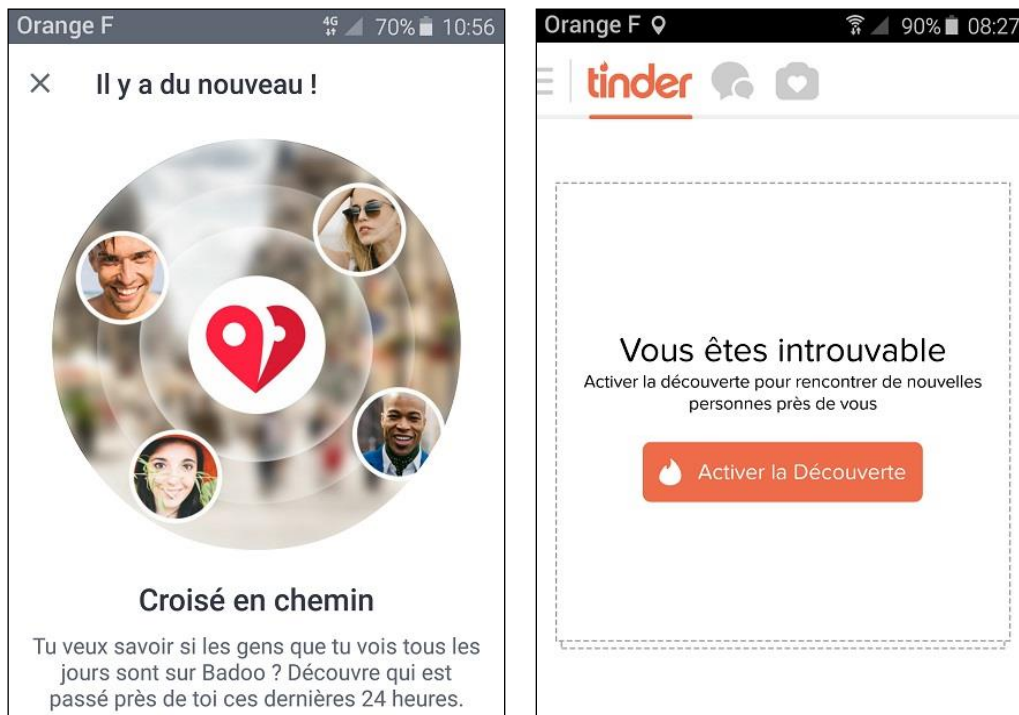 Orange F 4G 70% 10:56
Il y a du nouveau !
Croisé en chemin
Tu veux savoir si les gens que tu vois tous les
jours sont sur Badoo ? Découvre qui est
passé près de toi ces dernières 24 heures.
Orange F 90% 08:27
tinder
Vous êtes introuvable
Activer la découverte pour rencontrer de nouvelles
personnes près de vous
Activer la Découverte